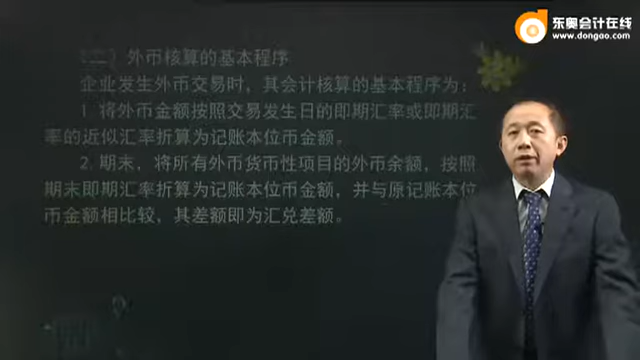 东奥会计在线
www.dongao.com
（二）外币核算的基本程序
企业发生外币交易时，其会计核算的基本程序为：
1. 将外币金额按照交易发生日的即期汇率或即期汇
率的近似汇率折算为记账本位币金额。
2. 期末，将所有外币货币性项目的外币余额，按照
期末即期汇率折算为记账本位币金额，并与原记账本位
币金额相比较，其差额即为汇兑差额。